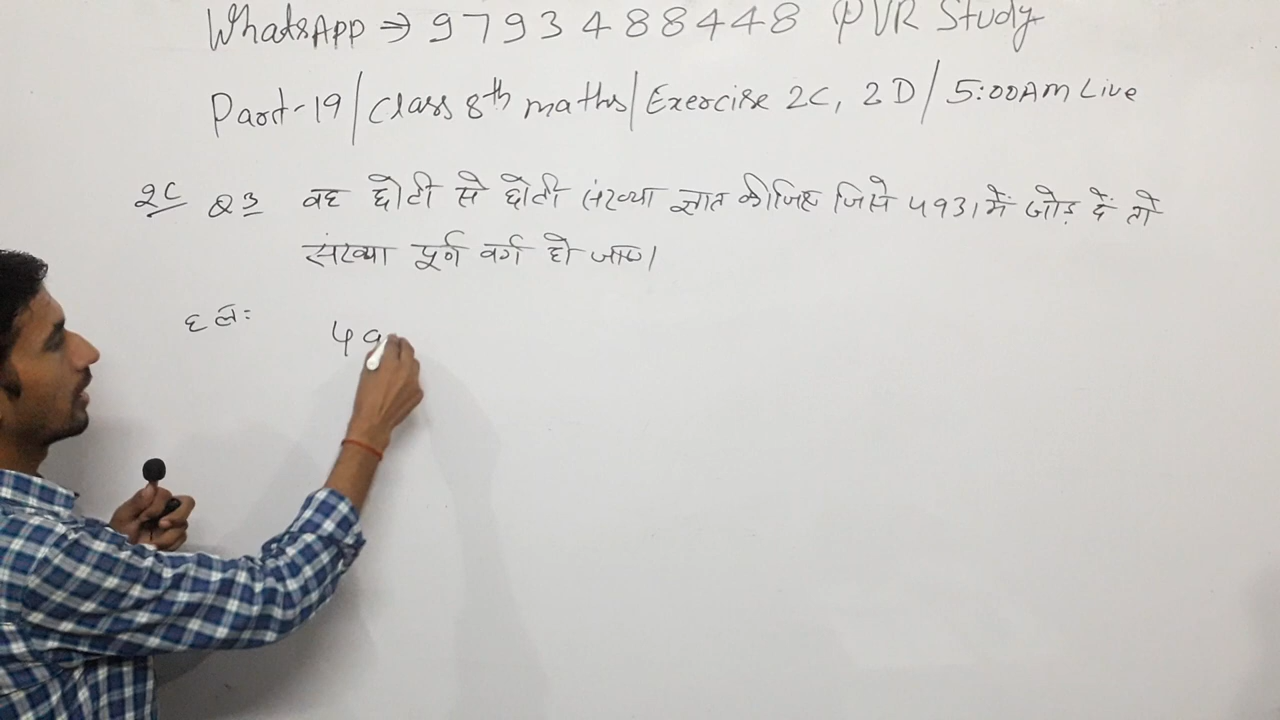 WhatsApp → 9793488448 PVR Study
Part-19/Class 8th maths/Exercise 2C, 2D/5:00AM Live
2C Q3 वह छोटी से छोटी संख्या ज्ञात कीजिए जिसे 4931 में जोड़ दें तो
संख्या पूर्ण वर्ग हो जाए।
हल: 49